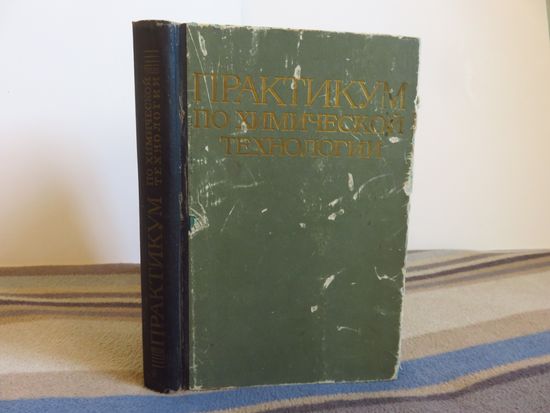 ПРАКТИКУМ
ПО ХИМИЧЕСКОЙ
ТЕХНОЛОГИИ
ПРАКТИКУМ
ПО ХИМИЧЕСКОЙ
ТЕХНОЛОГИИ